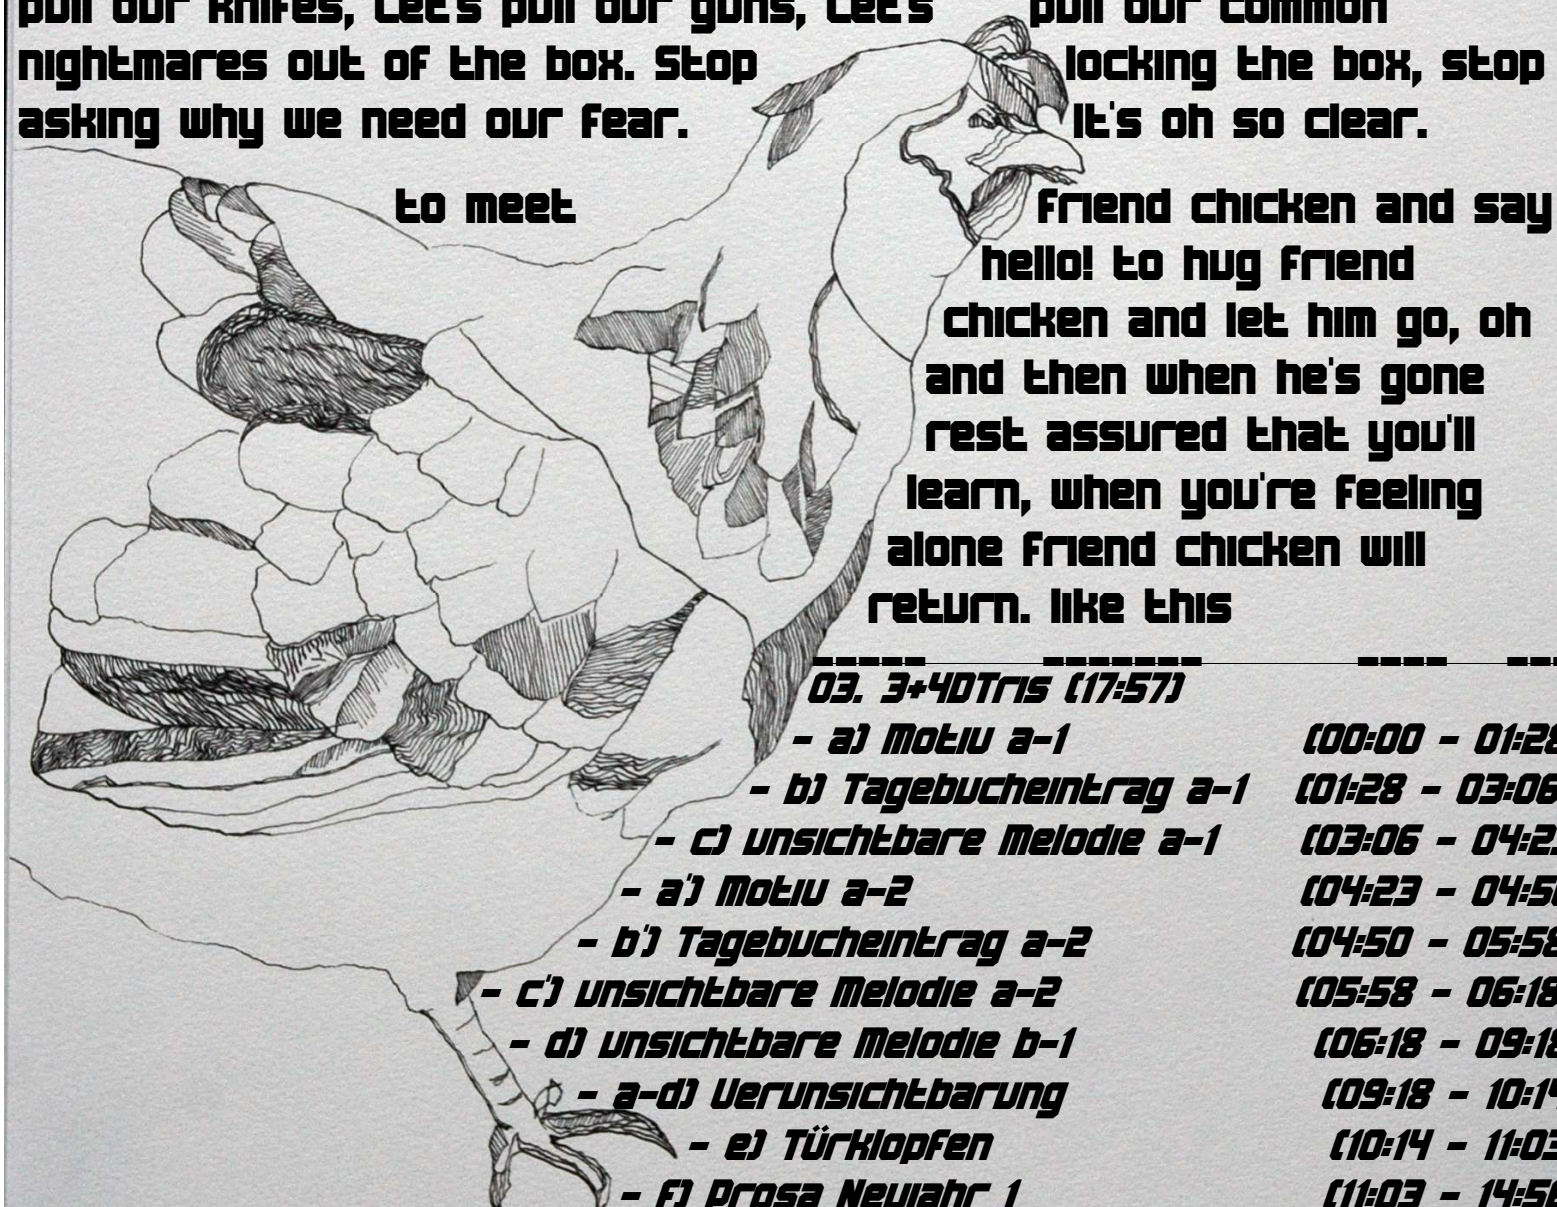 pull our knifes, Let's pull our guns, Let's pull our common
nightmares out of the box. Stop locking the box, stop
asking why we need our fear. It's oh so clear.
to meet friend chicken and say
hello! to hug friend
chicken and let him go, oh
and then when he's gone
rest assured that you'll
learn, when you're feeling
alone friend chicken will
return. like this
03. 3+4DTris (17:57)
- a) Motiv a-1 (00:00 - 01:28
- b) Tagebucheintrag a-1 (01:28 - 03:06
- c) unsichtbare Melodie a-1 (03:06 - 04:23
- a') Motiv a-2 (04:23 - 04:50
- b') Tagebucheintrag a-2 (04:50 - 05:58
- c') unsichtbare Melodie a-2 (05:58 - 06:18
- d) unsichtbare Melodie b-1 (06:18 - 09:18
- a-d) Verunsichtbarung (09:18 - 10:14
- e) Türklopfen (10:14 - 11:03
- f) Prosa Neujahr 1 (11:03 - 14:56